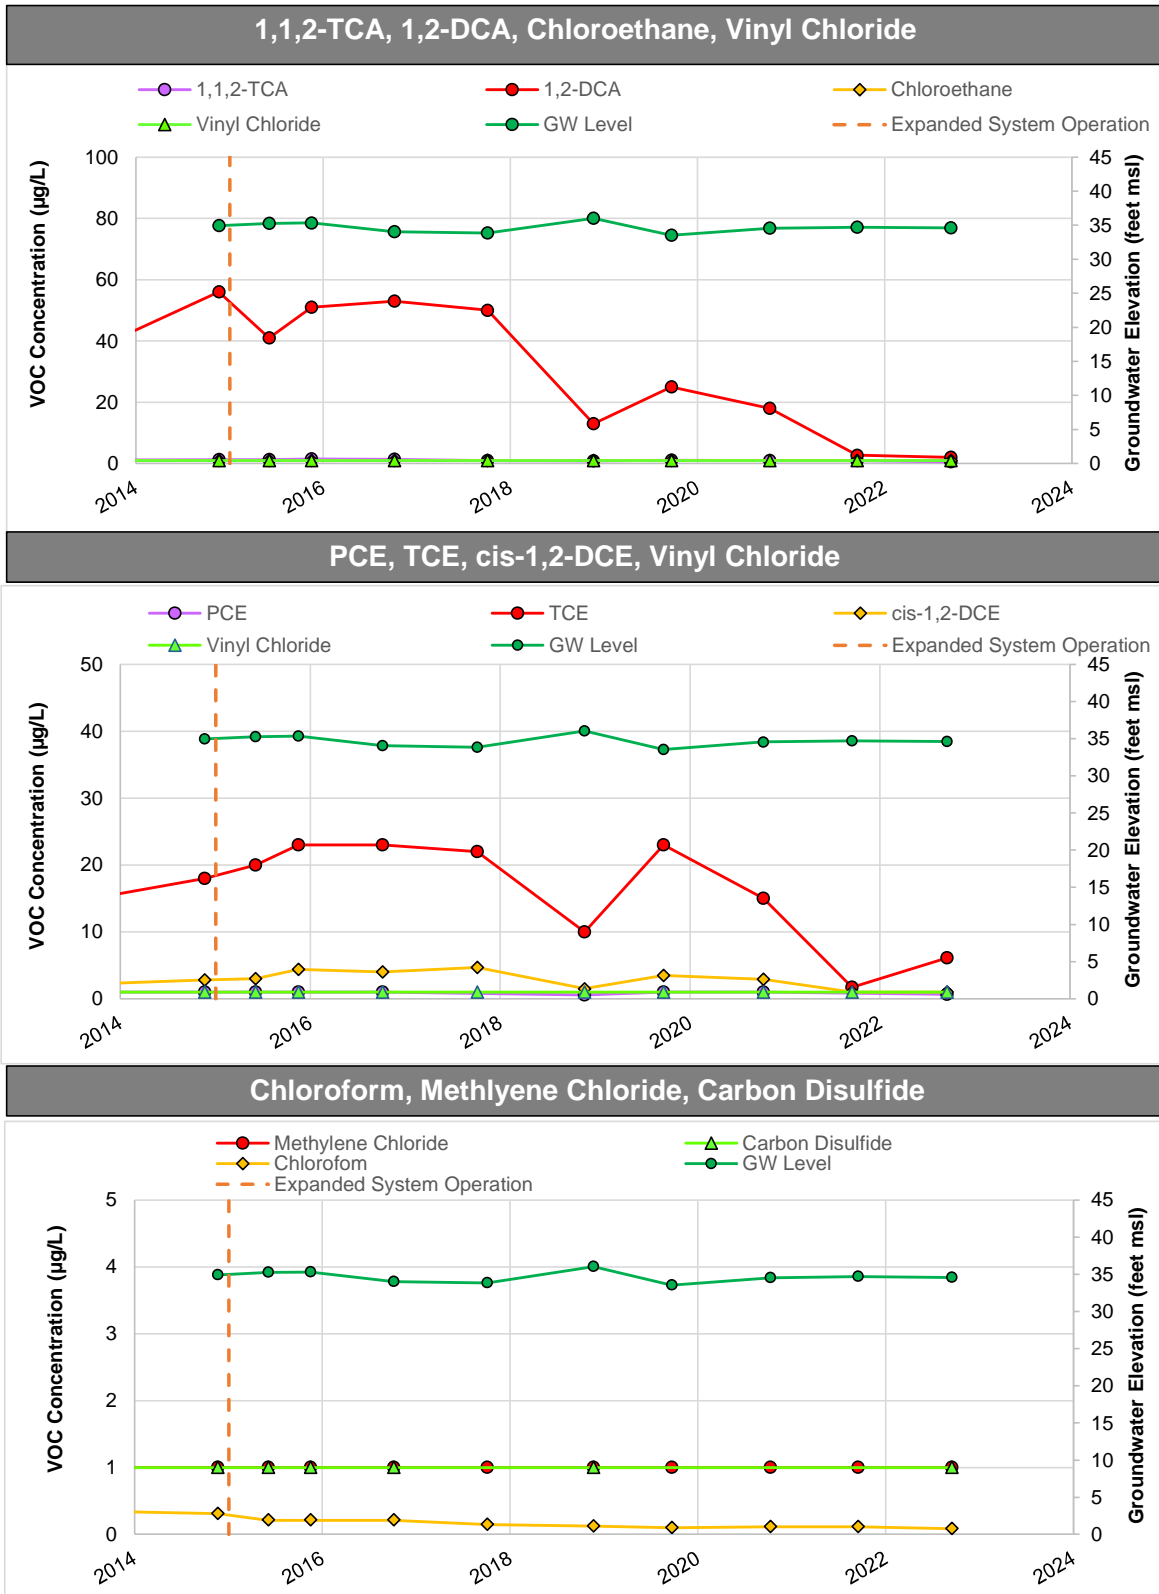 1,1,2-TCA, 1,2-DCA, Chloroethane, Vinyl Chloride
1,1,2-TCA 1,2-DCA Chloroethane
Vinyl Chloride GW Level Expanded System Operation
VOC Concentration (µg/L)
100
80
60
40
20
0
45
40
35
30
25
20
15
10
5
0
Groundwater Elevation (feet msl)
2014 2016 2018 2020 2022 2024
PCE, TCE, cis-1,2-DCE, Vinyl Chloride
PCE TCE cis-1,2-DCE
Vinyl Chloride GW Level Expanded System Operation
VOC Concentration (µg/L)
50
40
30
20
10
0
45
40
35
30
25
20
15
10
5
0
Groundwater Elevation (feet msl)
2014 2016 2018 2020 2022 2024
Chloroform, Methlyene Chloride, Carbon Disulfide
Methylene Chloride Carbon Disulfide
Chlorofom GW Level
Expanded System Operation
VOC Concentration (µg/L)
5
4
3
2
1
0
45
40
35
30
25
20
15
10
5
0
Groundwater Elevation (feet msl)
2014 2016 2018 2020 2022 2024